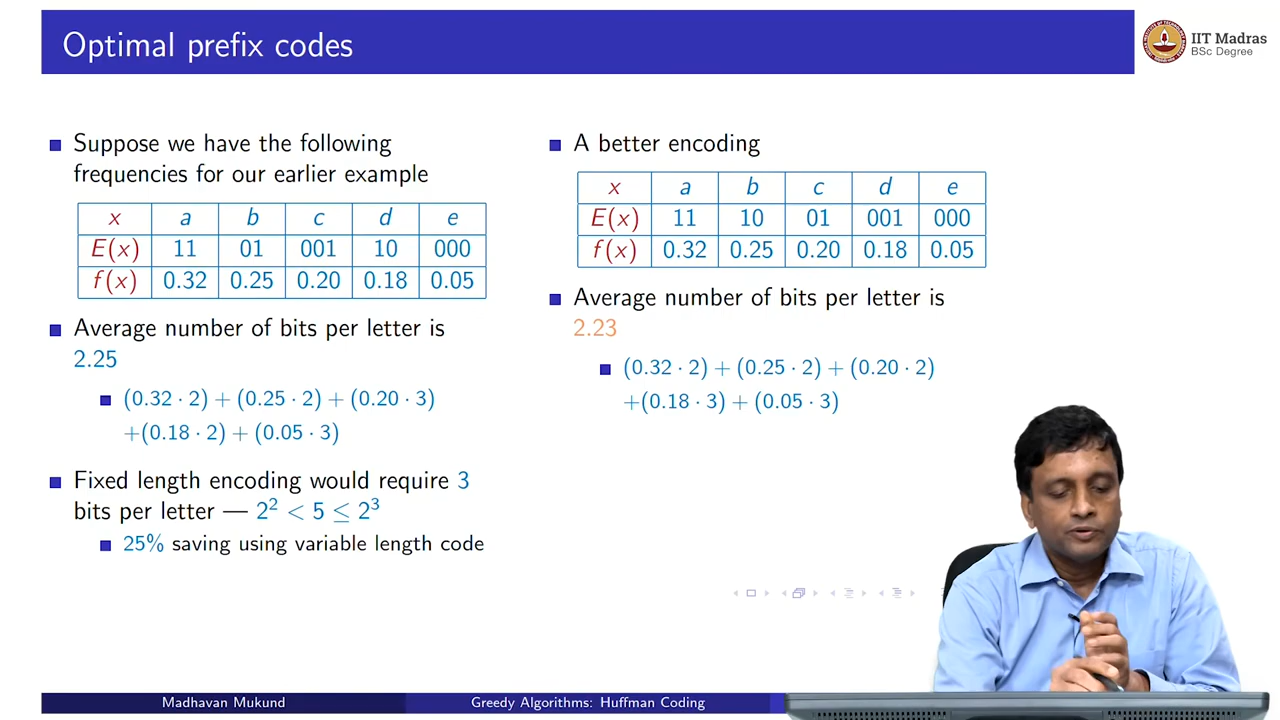 Optimal prefix codes
IIT Madras
BSc Degree
Suppose we have the following
frequencies for our earlier example
x a b c d e
E(x) 11 01 001 10 000
f(x) 0.32 0.25 0.20 0.18 0.05
Average number of bits per letter is
2.25
(0.32 · 2) + (0.25 · 2) + (0.20 · 3)
+(0.18 · 2) + (0.05 · 3)
Fixed length encoding would require 3
bits per letter — 2² < 5 ≤ 2³
25% saving using variable length code
A better encoding
x a b c d e
E(x) 11 10 01 001 000
f(x) 0.32 0.25 0.20 0.18 0.05
Average number of bits per letter is
2.23
(0.32 · 2) + (0.25 · 2) + (0.20 · 2)
+(0.18 · 3) + (0.05 · 3)
Madhavan Mukund
Greedy Algorithms: Huffman Coding